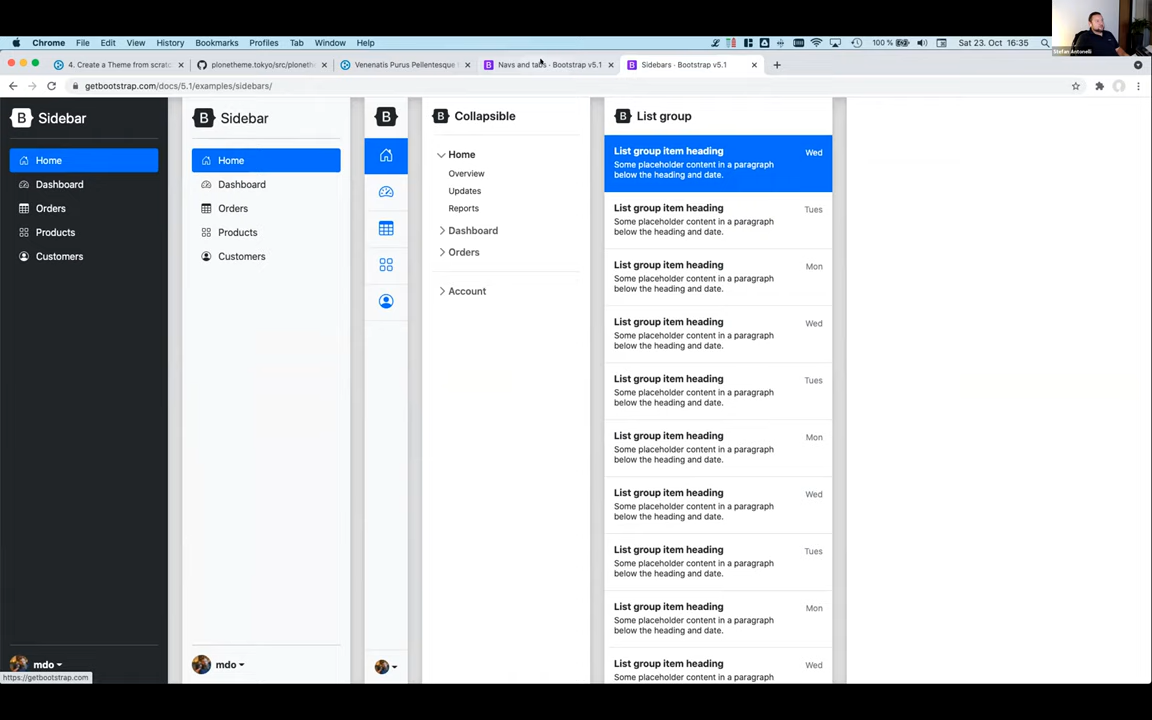 Chrome File Edit View History Bookmarks Profiles Tab Window Help
100 % Sat 23. Oct 16:35
Stefan Antonelli
4. Create a Theme from scratc
plonetheme.tokyo/src/ploneth
Venenatis Purus Pellentesque
Navs and tabs · Bootstrap v5.1
Sidebars · Bootstrap v5.1
getbootstrap.com/docs/5.1/examples/sidebars/
Sidebar
Home
Dashboard
Orders
Products
Customers
mdo
https://getbootstrap.com
Sidebar
Home
Dashboard
Orders
Products
Customers
mdo
B
B Collapsible
Home
Overview
Updates
Reports
Dashboard
Orders
Account
B List group
List group item heading Wed
Some placeholder content in a paragraph
below the heading and date.
List group item heading Tues
Some placeholder content in a paragraph
below the heading and date.
List group item heading Mon
Some placeholder content in a paragraph
below the heading and date.
List group item heading Wed
Some placeholder content in a paragraph
below the heading and date.
List group item heading Tues
Some placeholder content in a paragraph
below the heading and date.
List group item heading Mon
Some placeholder content in a paragraph
below the heading and date.
List group item heading Wed
Some placeholder content in a paragraph
below the heading and date.
List group item heading Tues
Some placeholder content in a paragraph
below the heading and date.
List group item heading Mon
Some placeholder content in a paragraph
below the heading and date.
List group item heading Wed
Some placeholder content in a paragraph